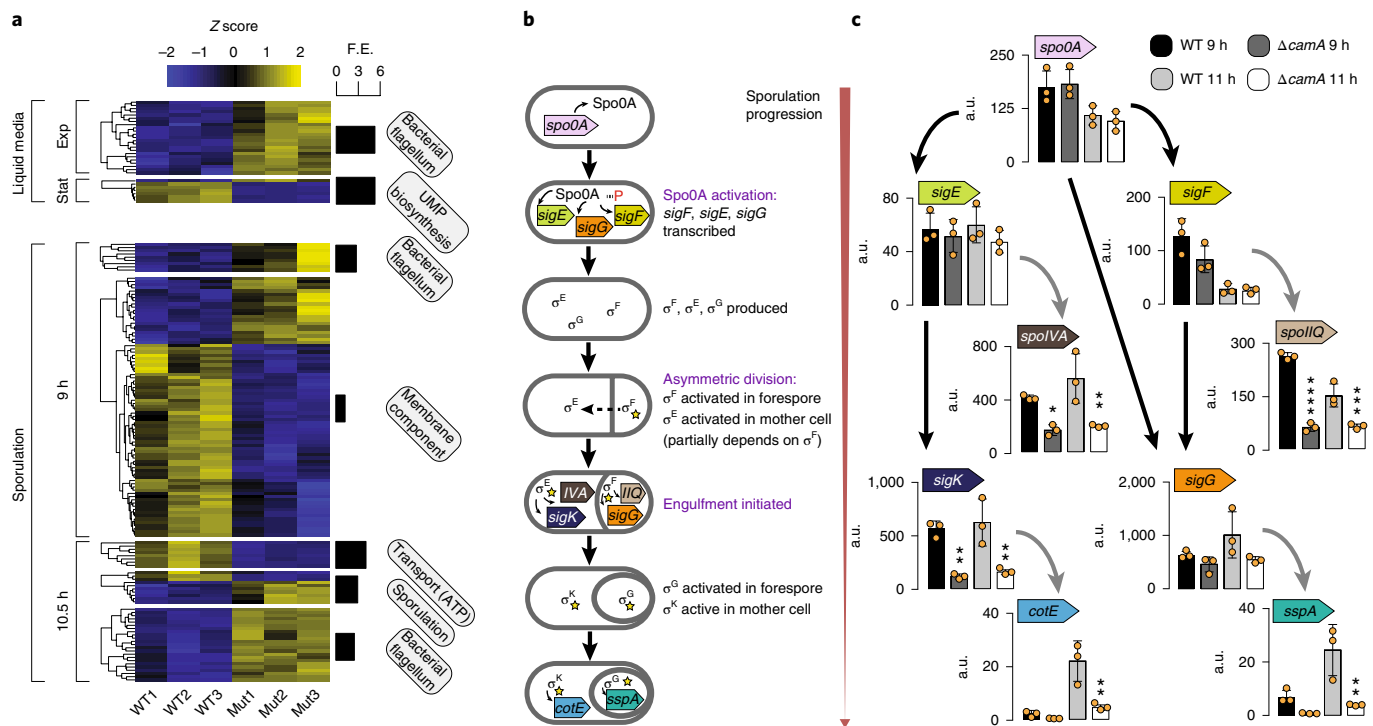 a
Z score
–2 –1 0 1 2
F.E.
0 3 6
Liquid media
Exp
Stat
Sporulation
9 h
10.5 h
Bacterial
flagellum
UMP
biosynthesis
Bacterial
flagellum
Membrane
component
Transport (ATP)
Sporulation
Bacterial
flagellum
WT1 WT2 WT3 Mut1 Mut2 Mut3
b
Spo0A
spo0A
Spo0A P
sigE sigG sigF
Spo0A activation:
sigF, sigE, sigG
transcribed
σE σF
σG
σF, σE, σG produced
σE σF
Asymmetric division:
σF activated in forespore
σE activated in mother cell
(partially depends on σF)
σE IVA σF IIQ
sigK sigG
Engulfment initiated
σK σG
σG activated in forespore
σK active in mother cell
σK σG
cotE sspA
Sporulation
progression
c
WT 9 h
ΔcamA 9 h
WT 11 h
ΔcamA 11 h
spo0A
a.u.
250
125
0
sigE
a.u.
80
40
0
sigF
a.u.
200
100
0
spoIVA
a.u.
800
400
0
*
**
spoIIQ
a.u.
300
150
0
****
***
sigK
a.u.
1,000
500
0
**
**
sigG
a.u.
2,000
1,000
0
cotE
a.u.
40
20
0
**
sspA
a.u.
40
20
0
**